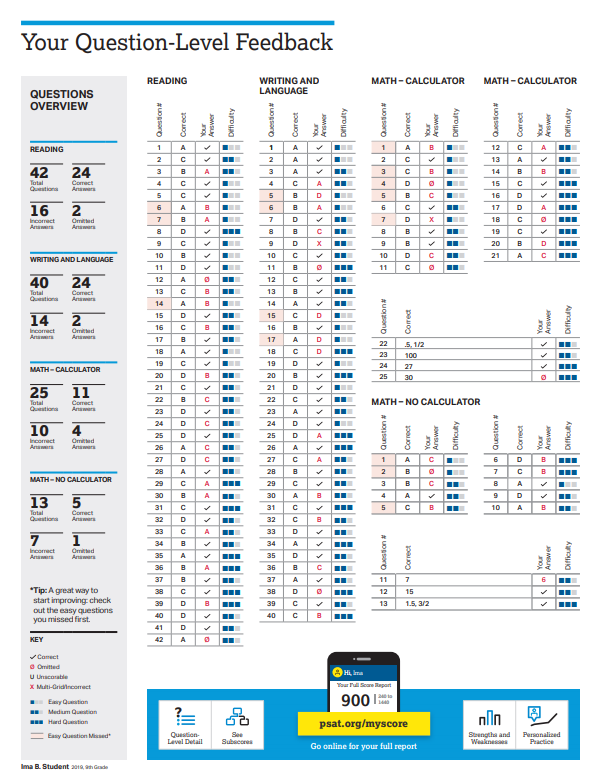 Your Question-Level Feedback
QUESTIONS
OVERVIEW
READING
42 24
Total Questions Correct Answers
16 2
Incorrect Answers Omitted Answers
WRITING AND LANGUAGE
40 24
Total Questions Correct Answers
14 2
Incorrect Answers Omitted Answers
MATH – CALCULATOR
25 11
Total Questions Correct Answers
10 4
Incorrect Answers Omitted Answers
MATH – NO CALCULATOR
13 5
Total Questions Correct Answers
7 1
Incorrect Answers Omitted Answers
*Tip: A great way to
start improving: check
out the easy questions
you missed first.
KEY
✓ Correct
Ø Omitted
U Unscorable
X Multi-Grid/Incorrect
Easy Question
Medium Question
Hard Question
Easy Question Missed*
READING
Question # Correct Your Answer Difficulty
1 A ✓
2 C ✓
3 B A
4 C ✓
5 C ✓
6 A B
7 B A
8 D ✓
9 C ✓
10 B ✓
11 D ✓
12 A Ø
13 C B
14 A B
15 D ✓
16 C B
17 B ✓
18 A ✓
19 C ✓
20 D B
21 C ✓
22 B C
23 A ✓
24 D C
25 D A
26 A C
27 C A
28 A ✓
29 C A
30 B A
31 C ✓
32 D ✓
33 C A
34 B ✓
35 A ✓
36 B A
37 B ✓
38 C ✓
39 D B
40 D ✓
41 D ✓
42 A Ø
WRITING AND
LANGUAGE
Question # Correct Your Answer Difficulty
1 A ✓
2 A ✓
3 A ✓
4 C A
5 B D
6 B A
7 B D
8 B C
9 D X
10 C ✓
11 B Ø
12 C ✓
13 B ✓
14 B ✓
15 C D
16 C ✓
17 A D
18 C D
19 D ✓
20 B ✓
21 C ✓
22 C ✓
23 D ✓
24 D ✓
25 D A
26 A ✓
27 D ✓
28 A ✓
29 C ✓
30 A B
31 C ✓
32 C B
33 D ✓
34 D ✓
35 A ✓
36 B C
37 A ✓
38 D Ø
39 C ✓
40 C B
MATH – CALCULATOR
Question # Correct Your Answer Difficulty
1 A B
2 C ✓
3 C B
4 D Ø
5 B C
6 C ✓
7 D X
8 B ✓
9 B ✓
10 D C
11 C Ø
MATH – CALCULATOR
Question # Correct Your Answer Difficulty
12 C A
13 A ✓
14 B B
15 C ✓
16 D ✓
17 D A
18 C Ø
19 C ✓
20 B D
21 A C
Question # Correct Your Answer Difficulty
22 .5, 1/2 ✓
23 100 ✓
24 27 ✓
25 30 Ø
MATH – NO CALCULATOR
Question # Correct Your Answer Difficulty
1 A C
2 B Ø
3 B C
4 A ✓
5 C B
Question # Correct Your Answer Difficulty
6 D B
7 C B
8 A ✓
9 D ✓
10 A B
Question # Correct Your Answer Difficulty
11 7 6
12 15 ✓
13 1.5, 3/2 ✓
Question-
Level Detail
See
Subscores
Hi, Ima
Your Full Score Report
900 240 to 1440
psat.org/myscore
Go online for your full report
Strengths and
Weaknesses
Personalized
Practice
Ima B. Student 2019, 9th Grade